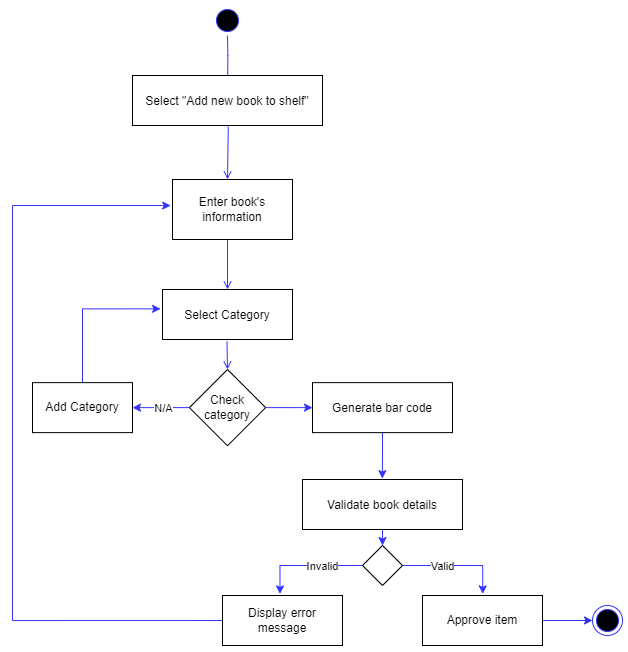 Select "Add new book to shelf"
Enter book's
information
Select Category
Add Category
N/A
Check
category
Generate bar code
Validate book details
Invalid
Valid
Display error
message
Approve item